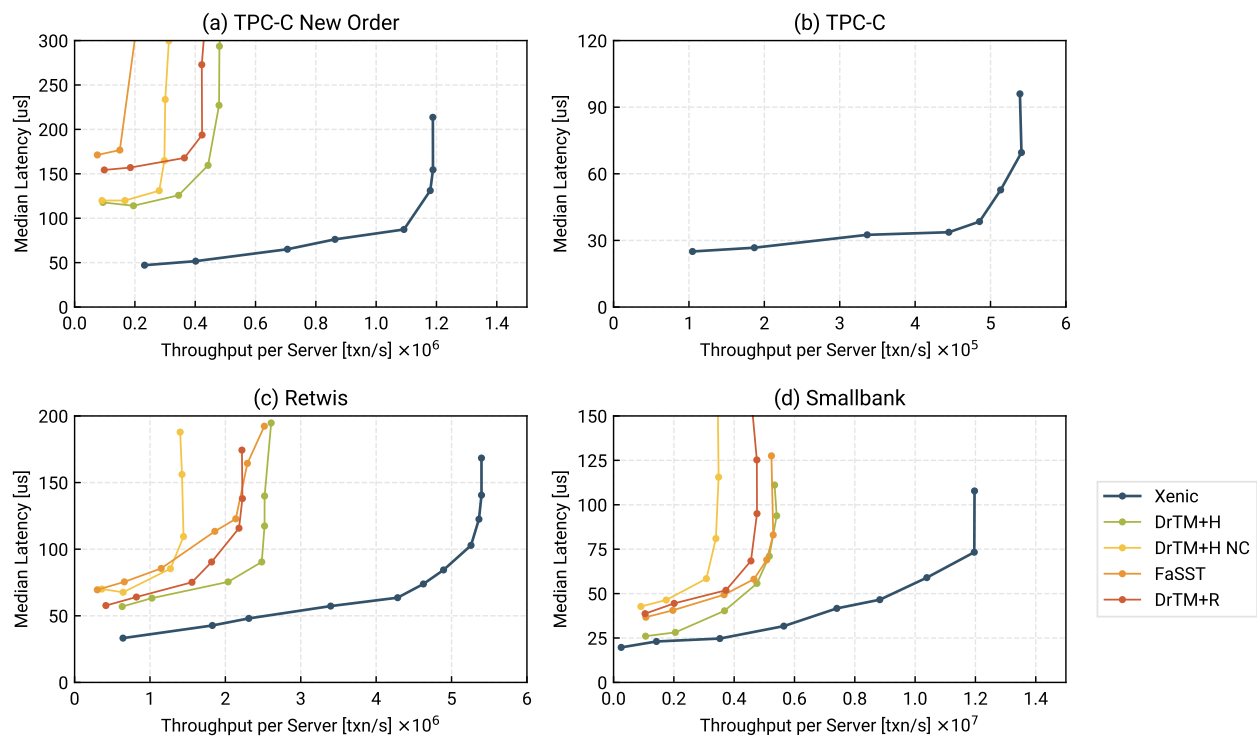 (a) TPC-C New Order
300
250
200
150
100
50
0
Median Latency [us]
0.0 0.2 0.4 0.6 0.8 1.0 1.2 1.4
Throughput per Server [txn/s] ×10⁶
(b) TPC-C
120
90
60
30
0
Median Latency [us]
0 1 2 3 4 5 6
Throughput per Server [txn/s] ×10⁵
(c) Retwis
200
150
100
50
0
Median Latency [us]
0 1 2 3 4 5 6
Throughput per Server [txn/s] ×10⁶
(d) Smallbank
150
125
100
75
50
25
0
Median Latency [us]
0.0 0.2 0.4 0.6 0.8 1.0 1.2 1.4
Throughput per Server [txn/s] ×10⁷
Xenic
DrTM+H
DrTM+H NC
FaSST
DrTM+R